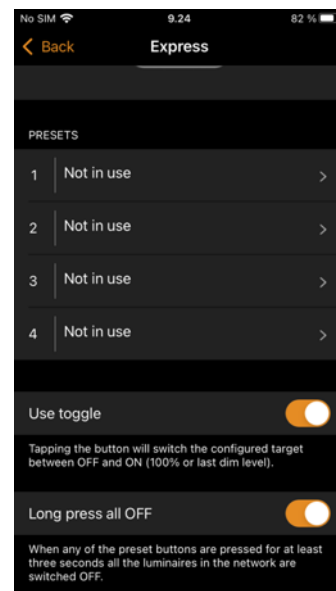 No SIM 9.24 82 %
Back Express
PRESETS
1 Not in use
2 Not in use
3 Not in use
4 Not in use
Use toggle
Tapping the button will switch the configured target
between OFF and ON (100% or last dim level).
Long press all OFF
When any of the preset buttons are pressed for at least
three seconds all the luminaires in the network are
switched OFF.